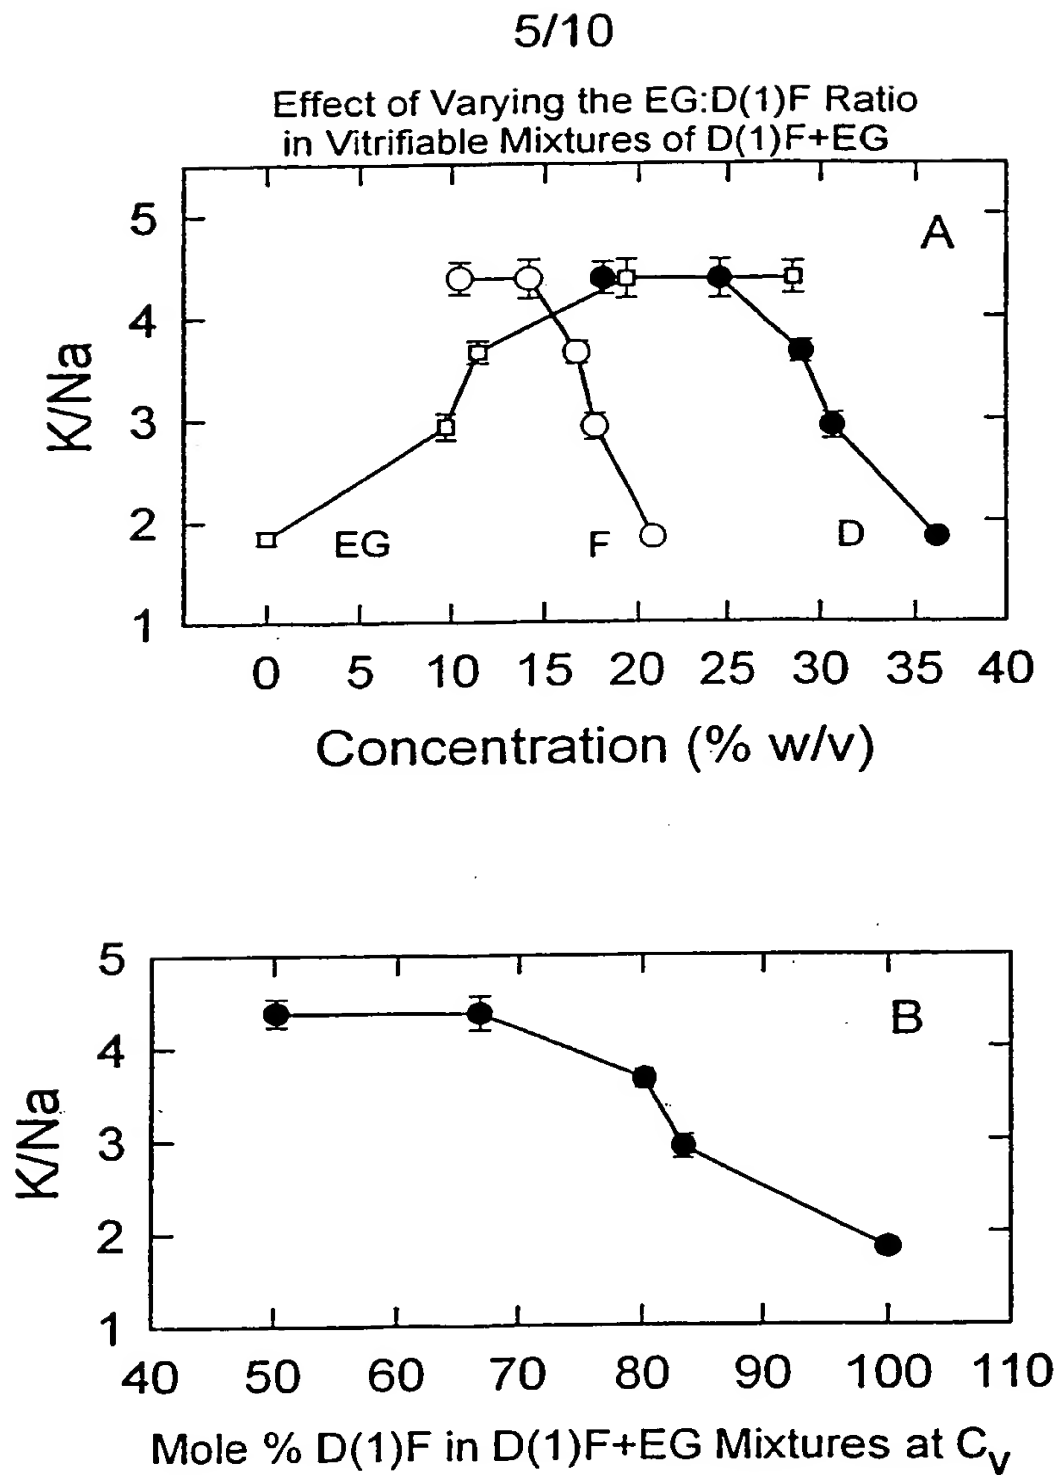 5/10
Effect of Varying the EG:D(1)F Ratio
in Vitrifiable Mixtures of D(1)F+EG
A
5
4
3
2
1
K/Na
EG
F
D
0 5 10 15 20 25 30 35 40
Concentration (% w/v)
B
5
4
3
2
1
K/Na
40 50 60 70 80 90 100 110
Mole % D(1)F in D(1)F+EG Mixtures at Cv